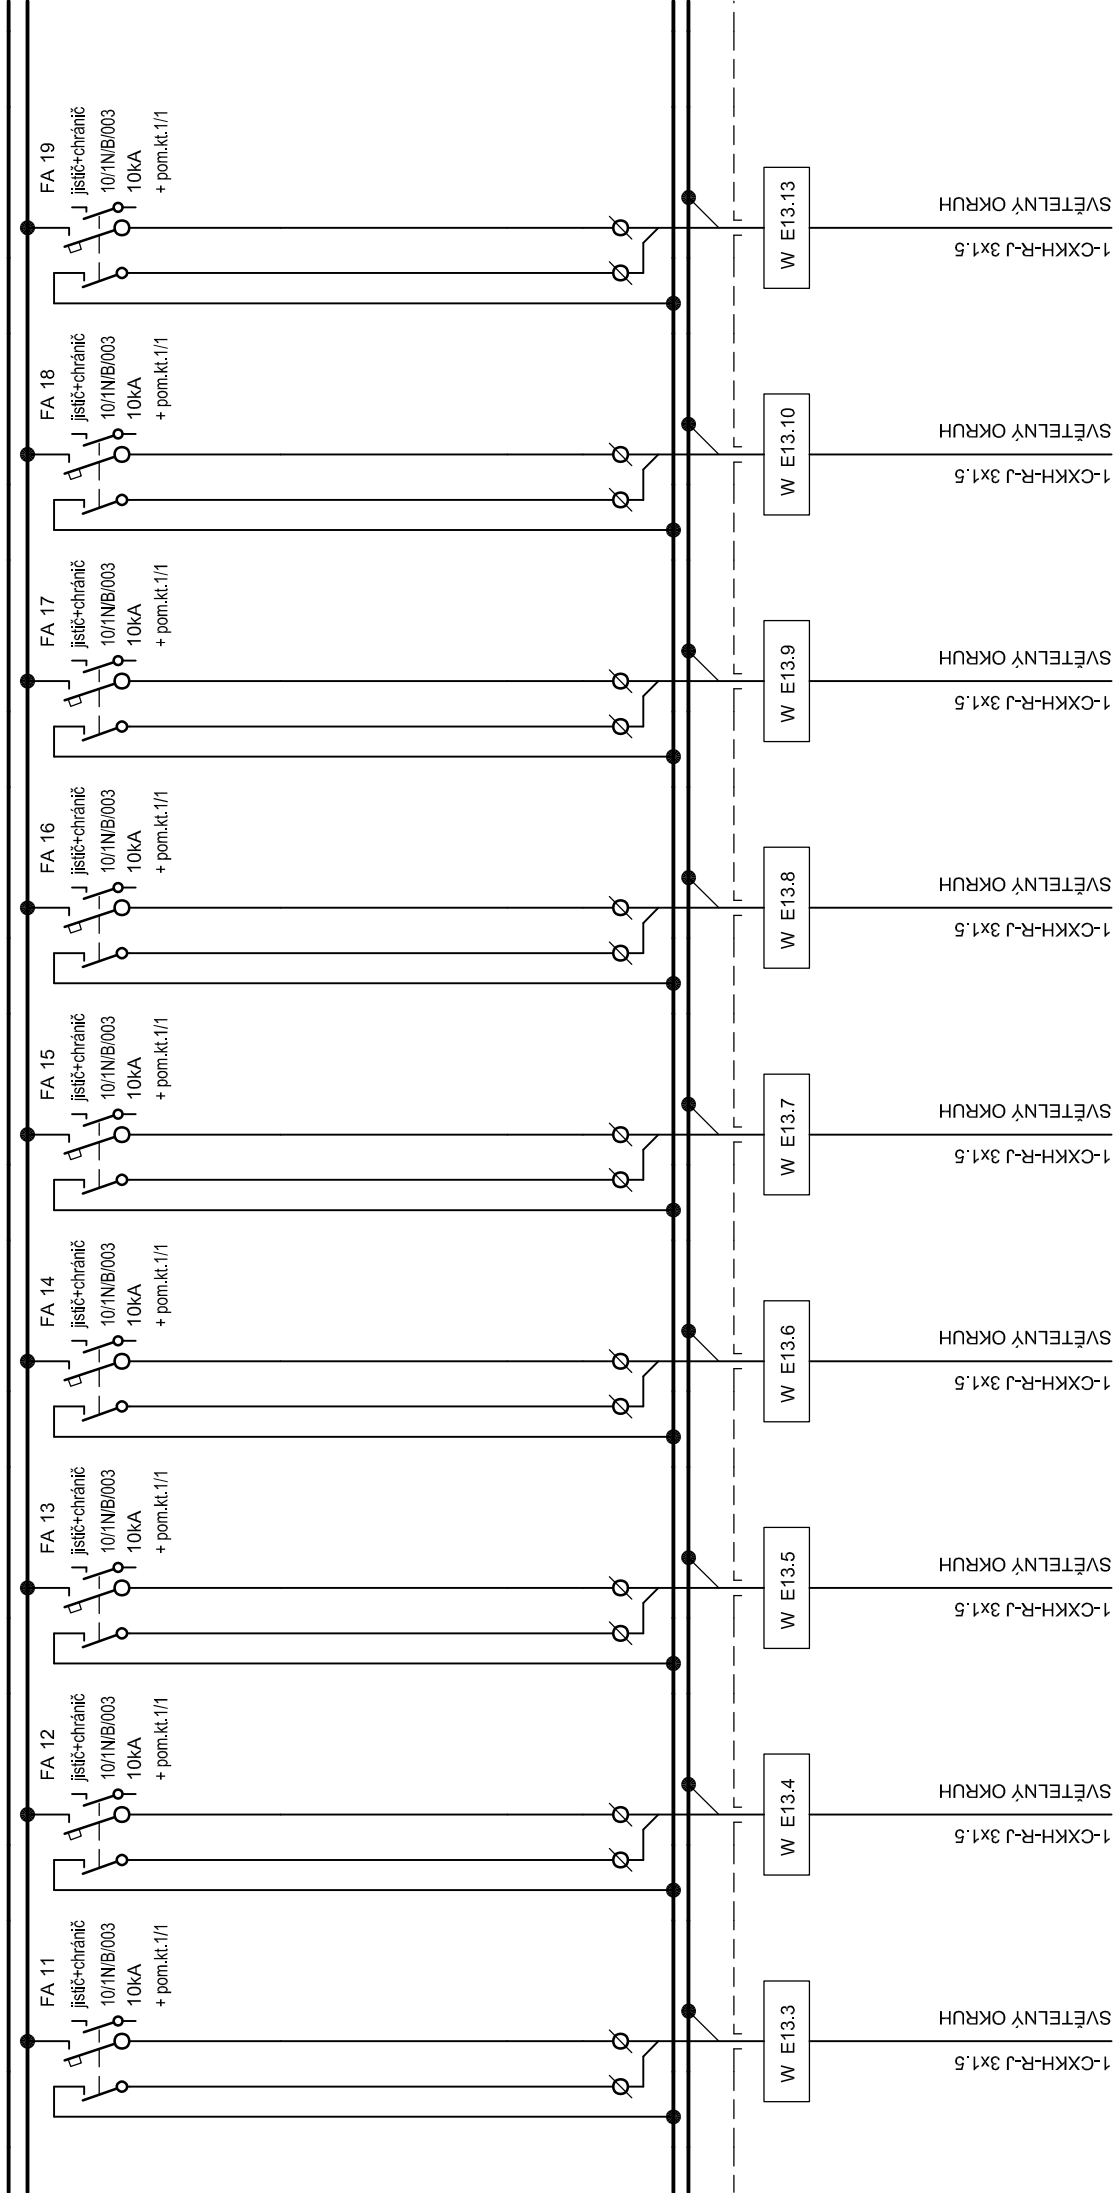 FA 11
jistič+chránič
10/1N/B/003
10kA
+ pom.kt.1/1
W E13.3
SVĚTELNÝ OKRUH
1-CXKH-R-J 3x1.5
FA 12
jistič+chránič
10/1N/B/003
10kA
+ pom.kt.1/1
W E13.4
SVĚTELNÝ OKRUH
1-CXKH-R-J 3x1.5
FA 13
jistič+chránič
10/1N/B/003
10kA
+ pom.kt.1/1
W E13.5
SVĚTELNÝ OKRUH
1-CXKH-R-J 3x1.5
FA 14
jistič+chránič
10/1N/B/003
10kA
+ pom.kt.1/1
W E13.6
SVĚTELNÝ OKRUH
1-CXKH-R-J 3x1.5
FA 15
jistič+chránič
10/1N/B/003
10kA
+ pom.kt.1/1
W E13.7
SVĚTELNÝ OKRUH
1-CXKH-R-J 3x1.5
FA 16
jistič+chránič
10/1N/B/003
10kA
+ pom.kt.1/1
W E13.8
SVĚTELNÝ OKRUH
1-CXKH-R-J 3x1.5
FA 17
jistič+chránič
10/1N/B/003
10kA
+ pom.kt.1/1
W E13.9
SVĚTELNÝ OKRUH
1-CXKH-R-J 3x1.5
FA 18
jistič+chránič
10/1N/B/003
10kA
+ pom.kt.1/1
W E13.10
SVĚTELNÝ OKRUH
1-CXKH-R-J 3x1.5
FA 19
jistič+chránič
10/1N/B/003
10kA
+ pom.kt.1/1
W E13.13
SVĚTELNÝ OKRUH
1-CXKH-R-J 3x1.5